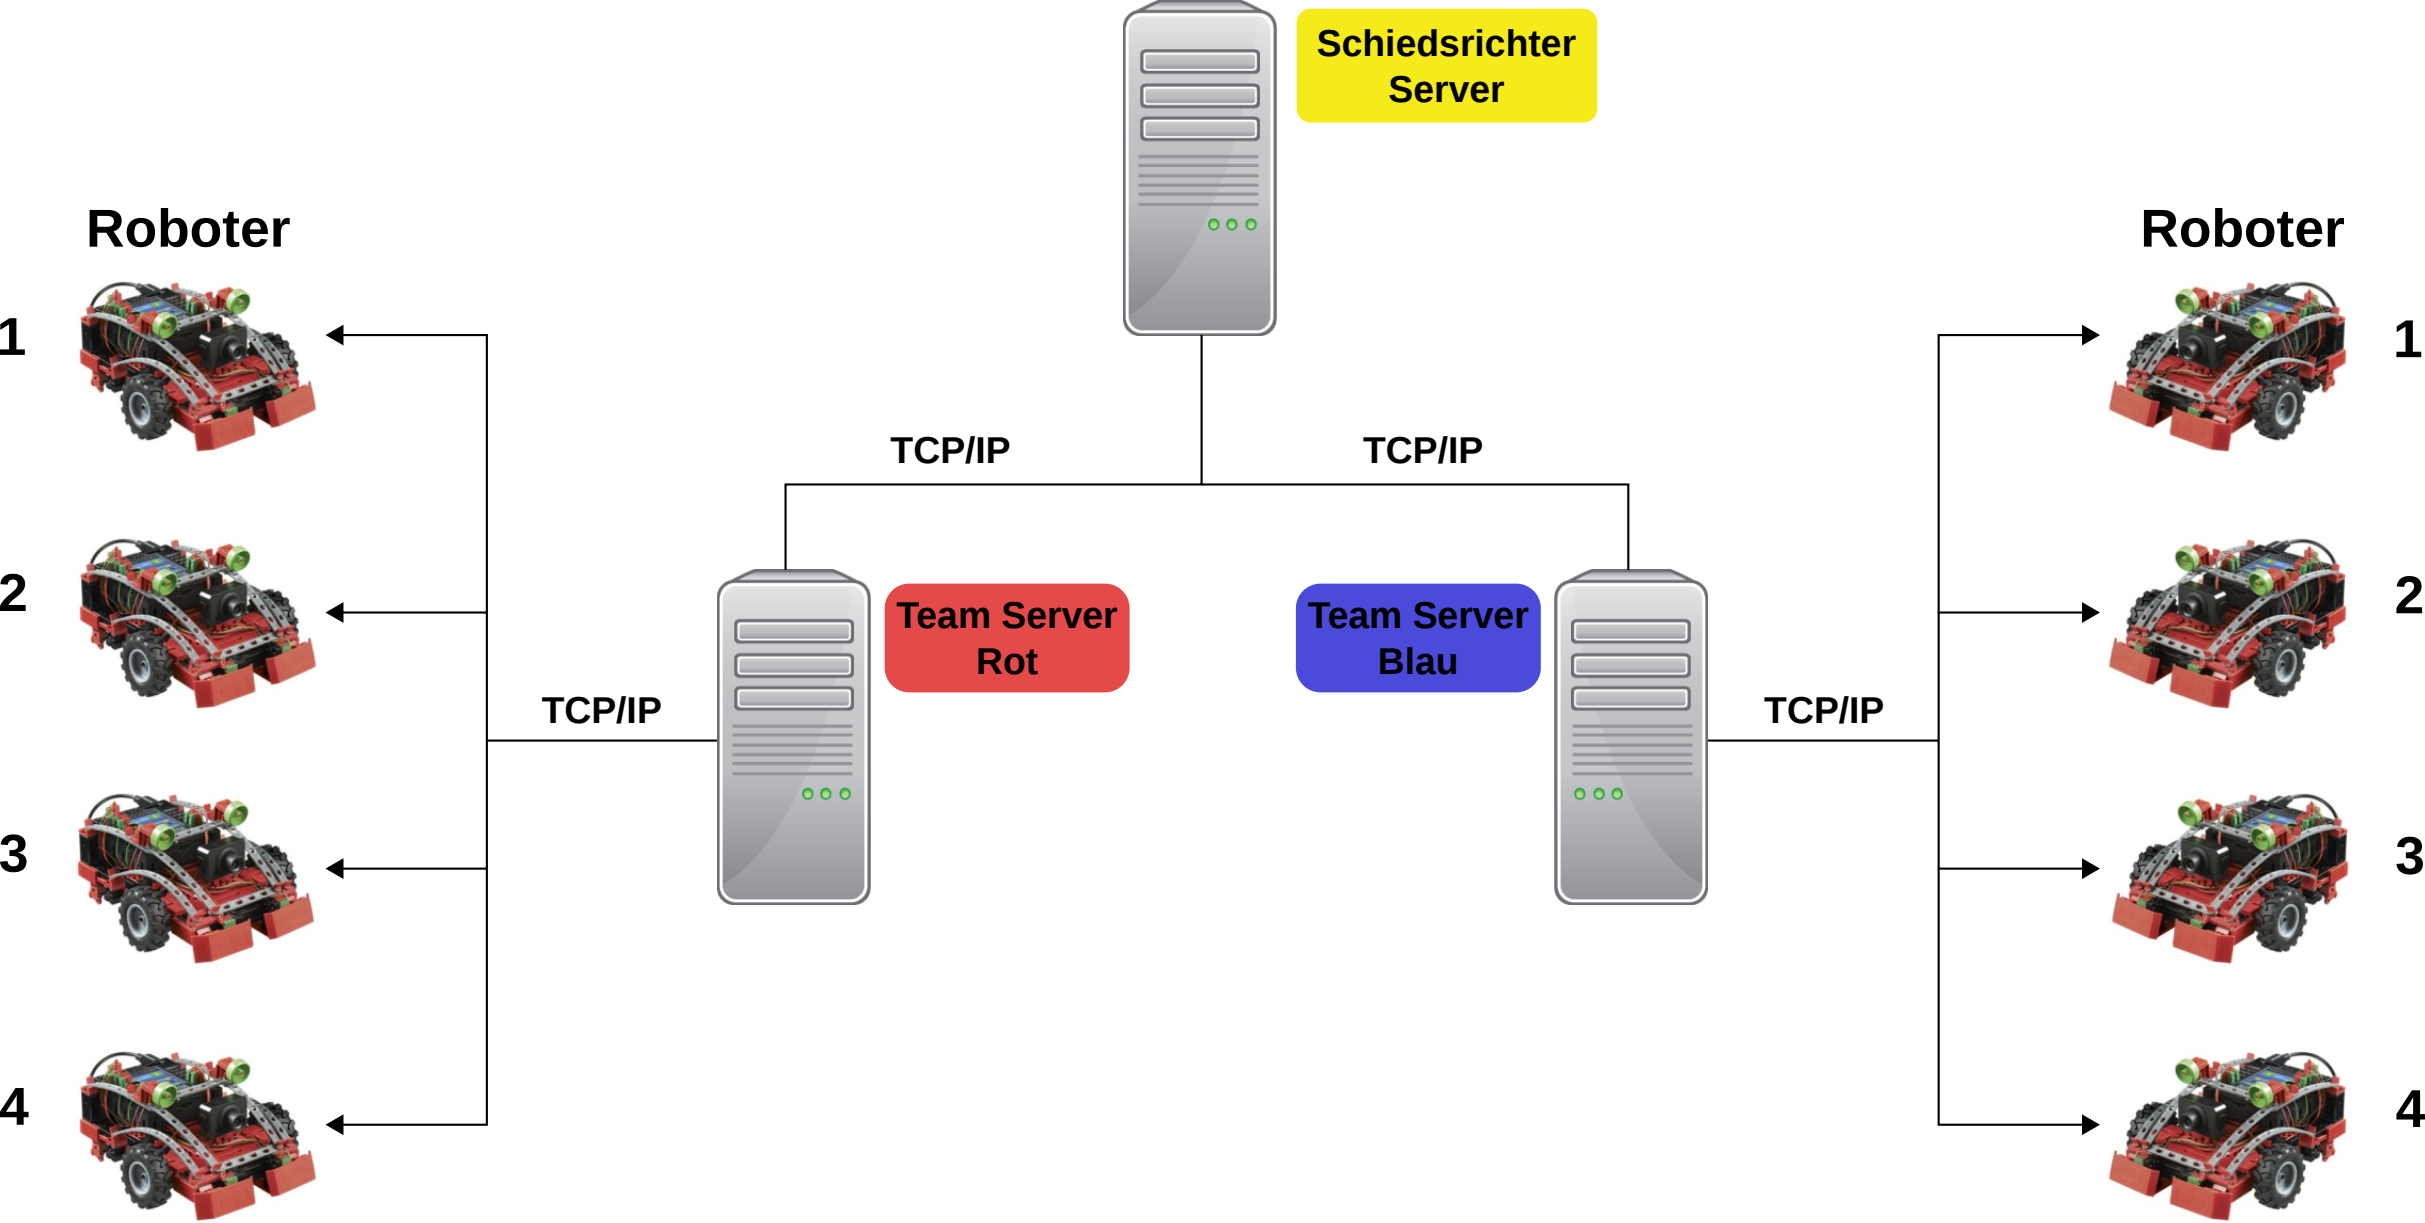 Schiedsrichter
Server
Roboter
Roboter
1
1
TCP/IP
TCP/IP
2
2
Team Server
Rot
Team Server
Blau
TCP/IP
TCP/IP
3
3
4
4